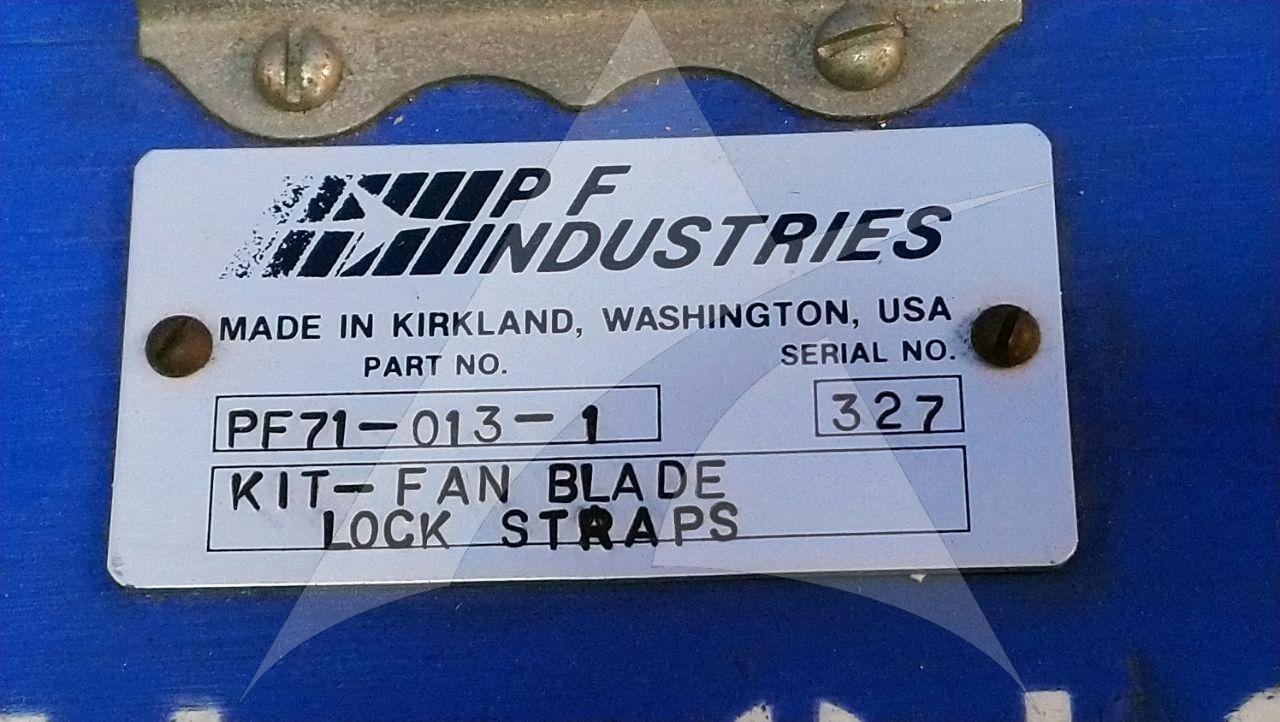 PF
INDUSTRIES
MADE IN KIRKLAND, WASHINGTON, USA
PART NO. SERIAL NO.
PF71-013-1 327
KIT-FAN BLADE
LOCK STRAPS